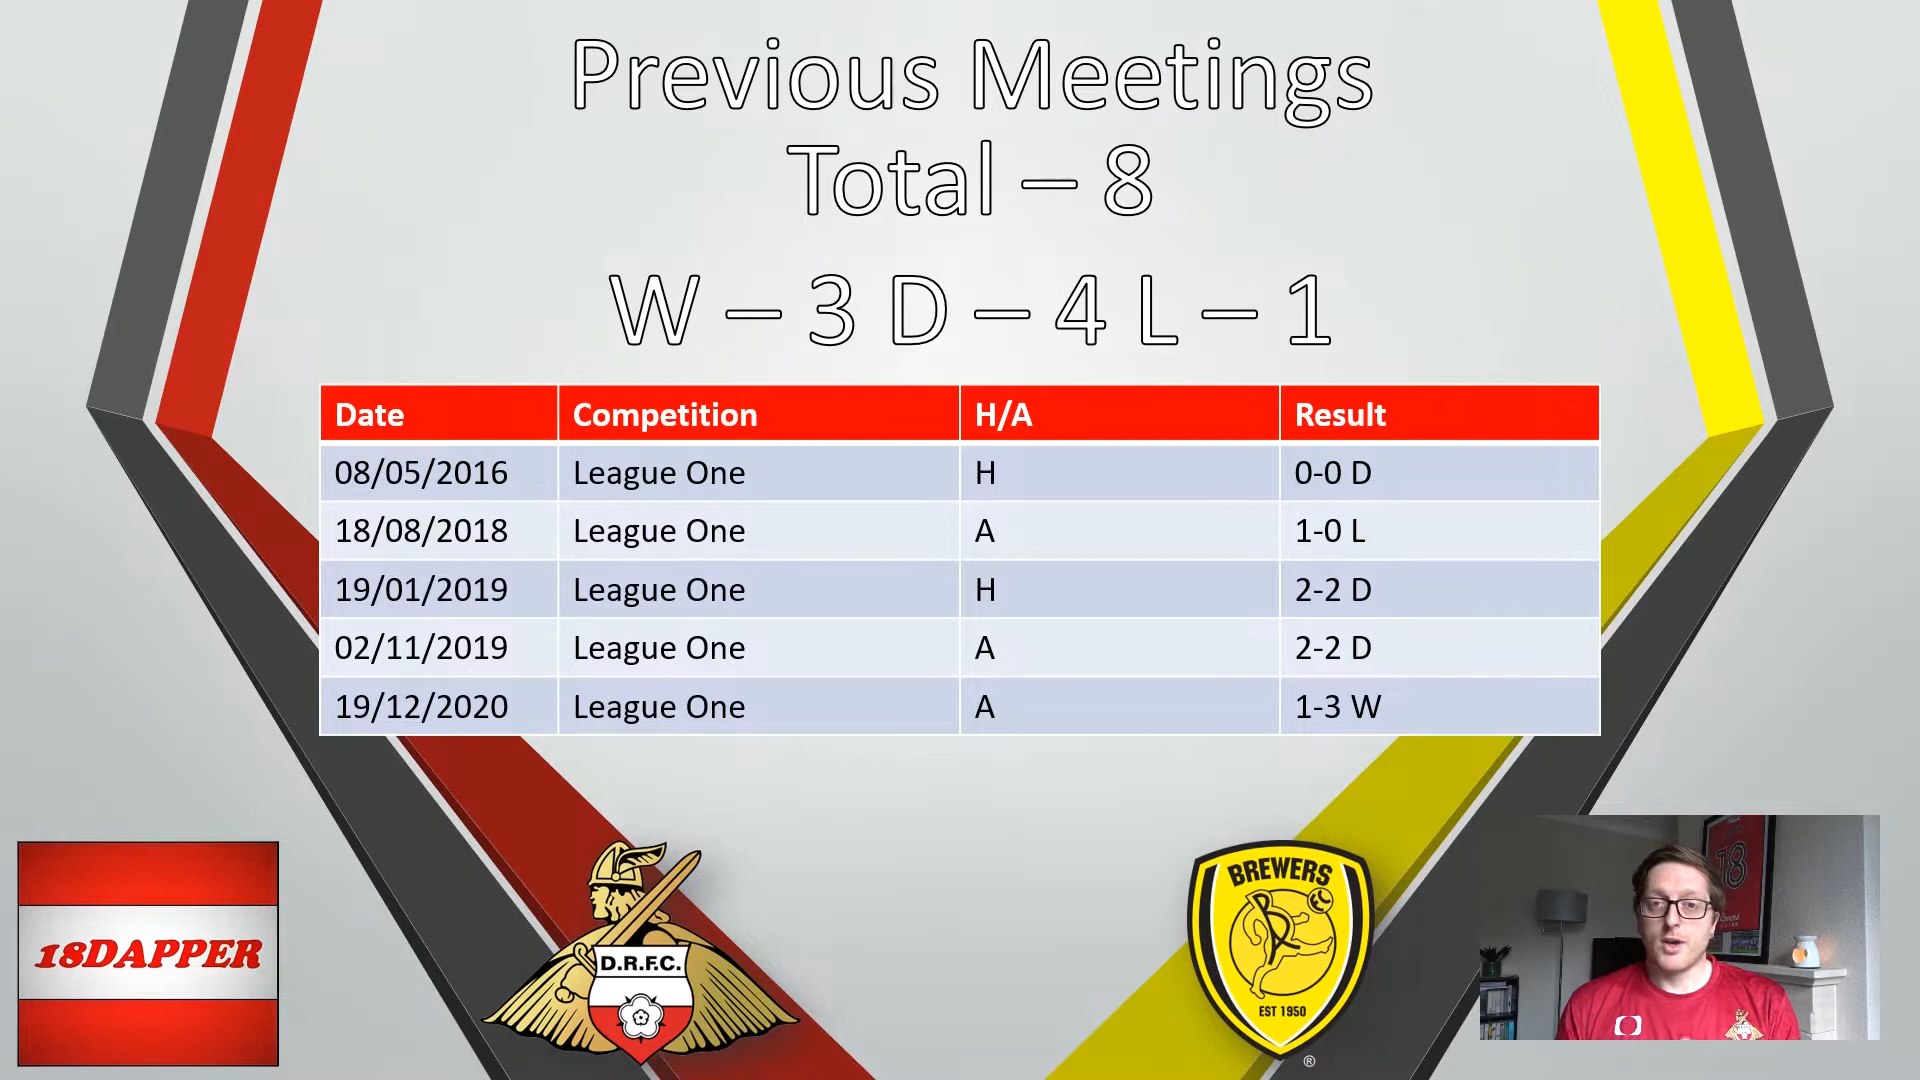 Previous Meetings
Total – 8
W – 3 D – 4 L – 1
Date Competition H/A Result
08/05/2016 League One H 0-0 D
18/08/2018 League One A 1-0 L
19/01/2019 League One H 2-2 D
02/11/2019 League One A 2-2 D
19/12/2020 League One A 1-3 W
18DAPPER
D.R.F.C.
BREWERS
EST 1950
®
18